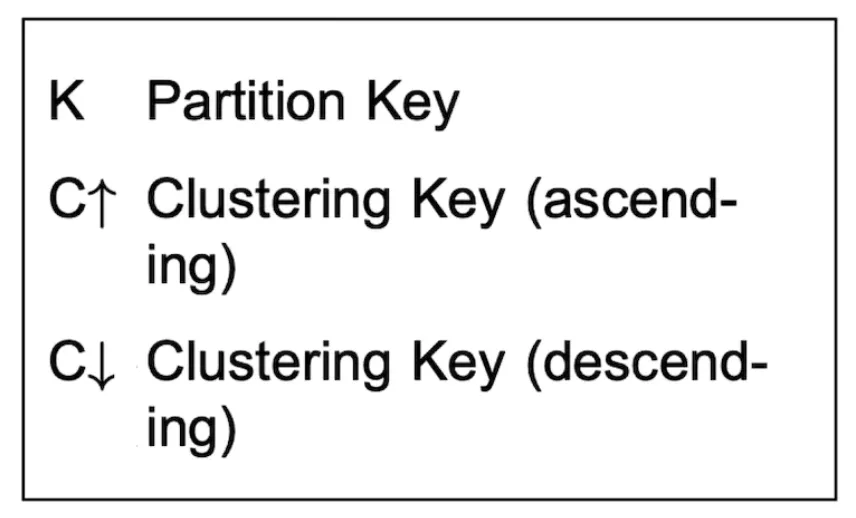 K Partition Key
C↑ Clustering Key (ascend-
ing)
C↓ Clustering Key (descend-
ing)